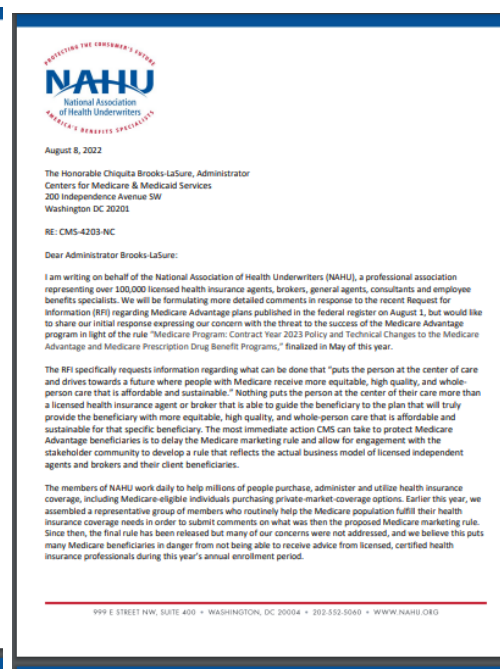 PROTECTING THE CONSUMER'S FUTURE
NAHU
National Association
of Health Underwriters
AMERICA'S BENEFITS SPECIALISTS
August 8, 2022
The Honorable Chiquita Brooks-LaSure, Administrator
Centers for Medicare & Medicaid Services
200 Independence Avenue SW
Washington DC 20201
RE: CMS-4203-NC
Dear Administrator Brooks-LaSure:
I am writing on behalf of the National Association of Health Underwriters (NAHU), a professional association
representing over 100,000 licensed health insurance agents, brokers, general agents, consultants and employee
benefits specialists. We will be formulating more detailed comments in response to the recent Request for
Information (RFI) regarding Medicare Advantage plans published in the federal register on August 1, but would like
to share our initial response expressing our concern with the threat to the success of the Medicare Advantage
program in light of the rule "Medicare Program: Contract Year 2023 Policy and Technical Changes to the Medicare
Advantage and Medicare Prescription Drug Benefit Programs," finalized in May of this year.
The RFI specifically requests information regarding what can be done that "puts the person at the center of care
and drives towards a future where people with Medicare receive more equitable, high quality, and whole-
person care that is affordable and sustainable." Nothing puts the person at the center of their care more than
a licensed health insurance agent or broker that is able to guide the beneficiary to the plan that will truly
provide the beneficiary with more equitable, high quality, and whole-person care that is affordable and
sustainable for that specific beneficiary. The most immediate action CMS can take to protect Medicare
Advantage beneficiaries is to delay the Medicare marketing rule and allow for engagement with the
stakeholder community to develop a rule that reflects the actual business model of licensed independent
agents and brokers and their client beneficiaries.
The members of NAHU work daily to help millions of people purchase, administer and utilize health insurance
coverage, including Medicare-eligible individuals purchasing private-market-coverage options. Earlier this year, we
assembled a representative group of members who routinely help the Medicare population fulfill their health
insurance coverage needs in order to submit comments on what was then the proposed Medicare marketing rule.
Since then, the final rule has been released but many of our concerns were not addressed, and we believe this puts
many Medicare beneficiaries in danger from not being able to receive advice from licensed, certified health
insurance professionals during this year's annual enrollment period.
999 E STREET NW, SUITE 400 • WASHINGTON, DC 20004 • 202-552-5060 • WWW.NAHU.ORG